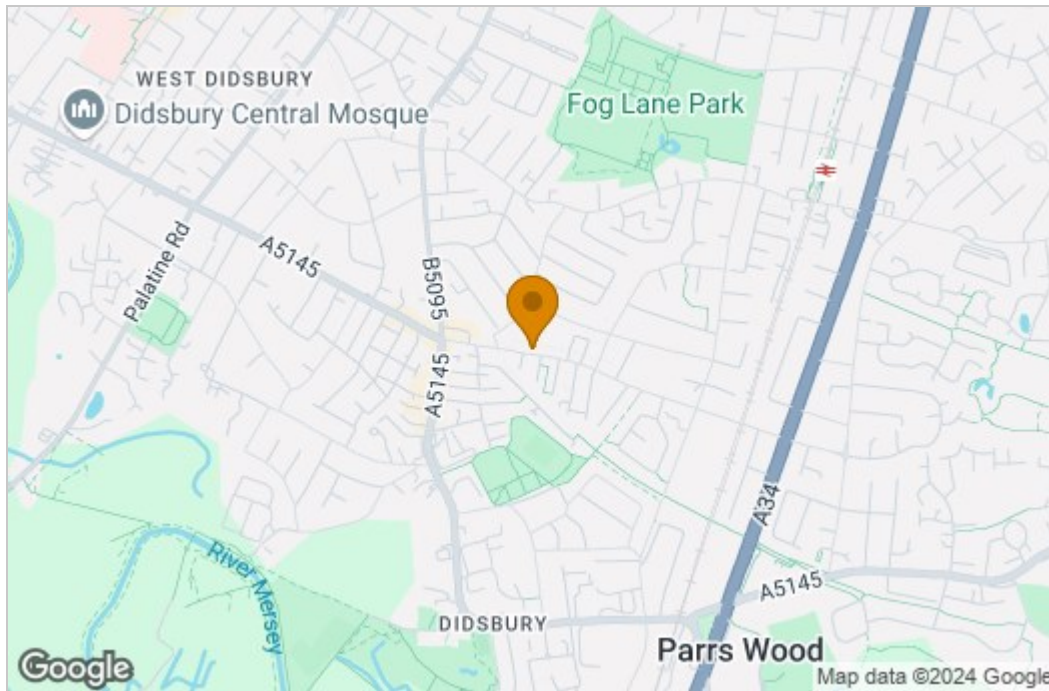 WEST DIDSBURY
Didsbury Central Mosque
Fog Lane Park
Palatine Rd
A5145
B5095
A5145
A34
River Mersey
A5145
DIDSBURY
Parrs Wood
Google
Map data ©2024 Google